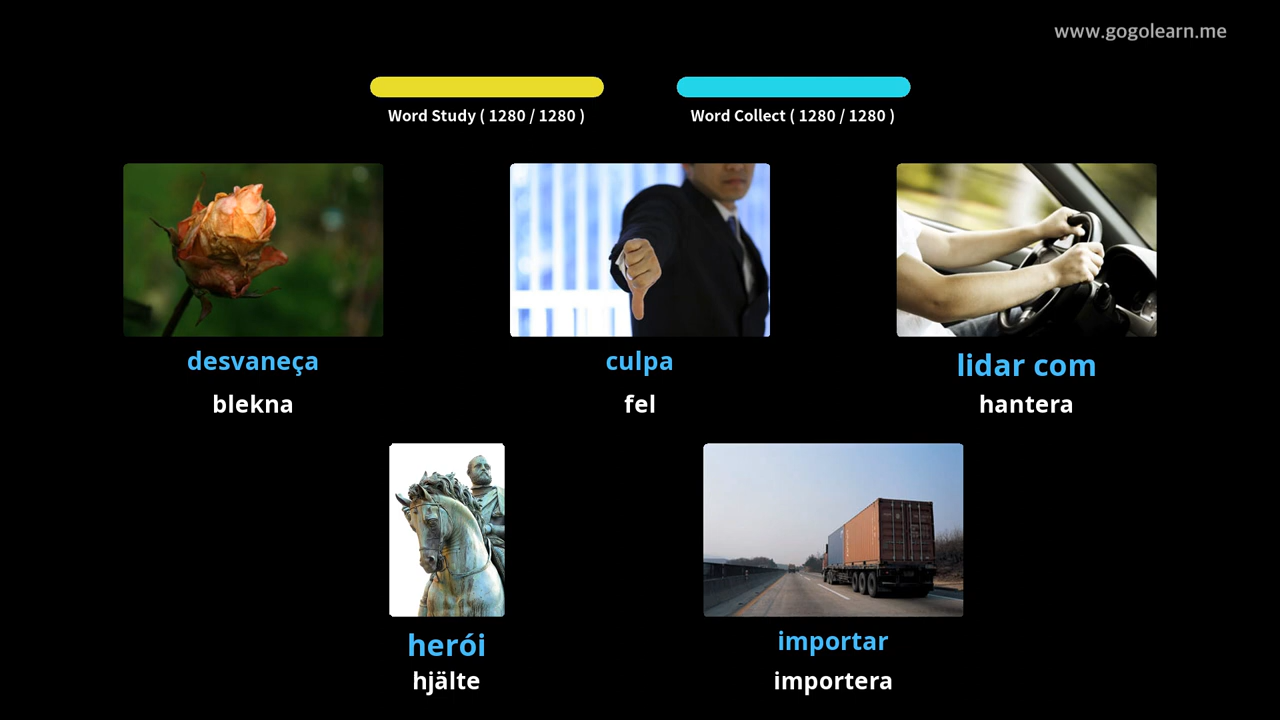 www.gogolearn.me
Word Study ( 1280 / 1280 )
Word Collect ( 1280 / 1280 )
desvaneça
blekna
culpa
fel
lidar com
hantera
herói
hjälte
importar
importera